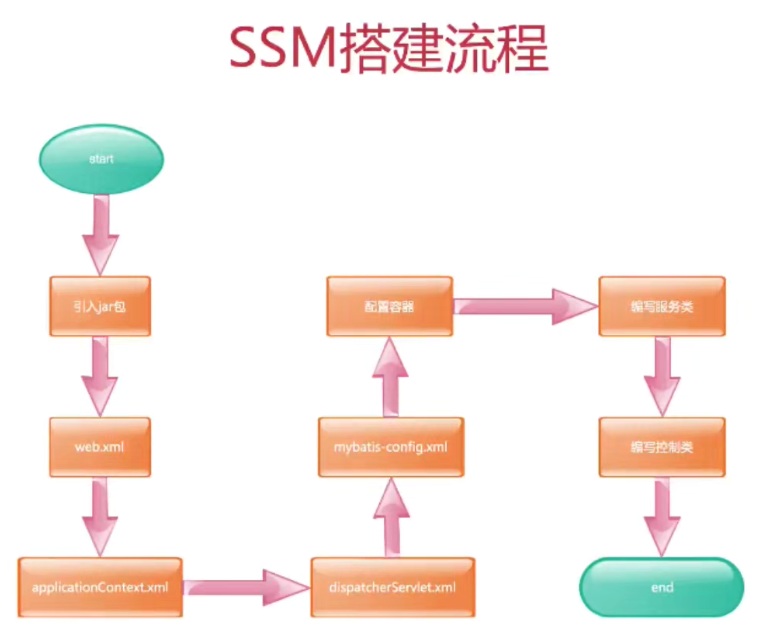 SSM搭建流程
start
引入jar包
web.xml
applicationContext.xml
dispatcherServlet.xml
mybatis-config.xml
配置容器
编写服务类
编写控制类
end